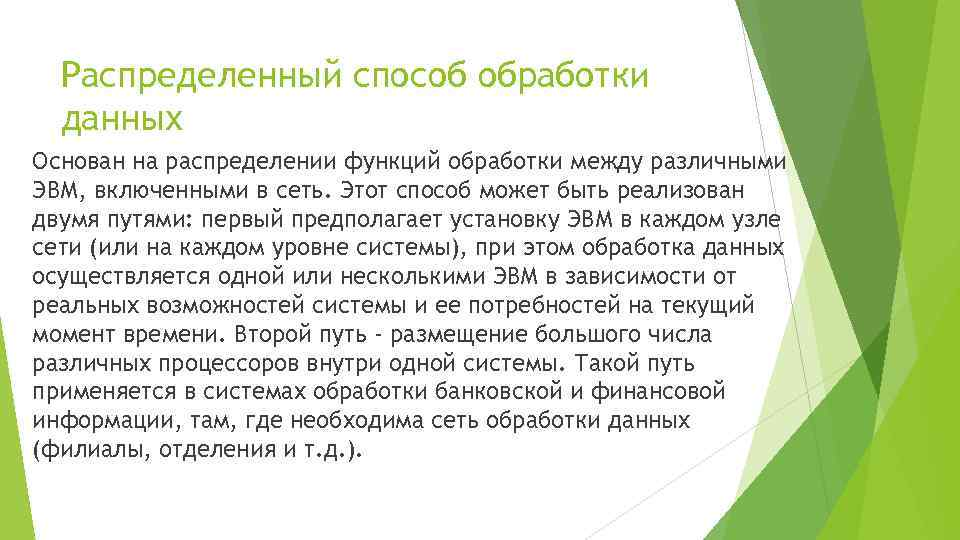 Распределенный способ обработки
данных
Основан на распределении функций обработки между различными
ЭВМ, включенными в сеть. Этот способ может быть реализован
двумя путями: первый предполагает установку ЭВМ в каждом узле
сети (или на каждом уровне системы), при этом обработка данных
осуществляется одной или несколькими ЭВМ в зависимости от
реальных возможностей системы и ее потребностей на текущий
момент времени. Второй путь - размещение большого числа
различных процессоров внутри одной системы. Такой путь
применяется в системах обработки банковской и финансовой
информации, там, где необходима сеть обработки данных
(филиалы, отделения и т. д. ).